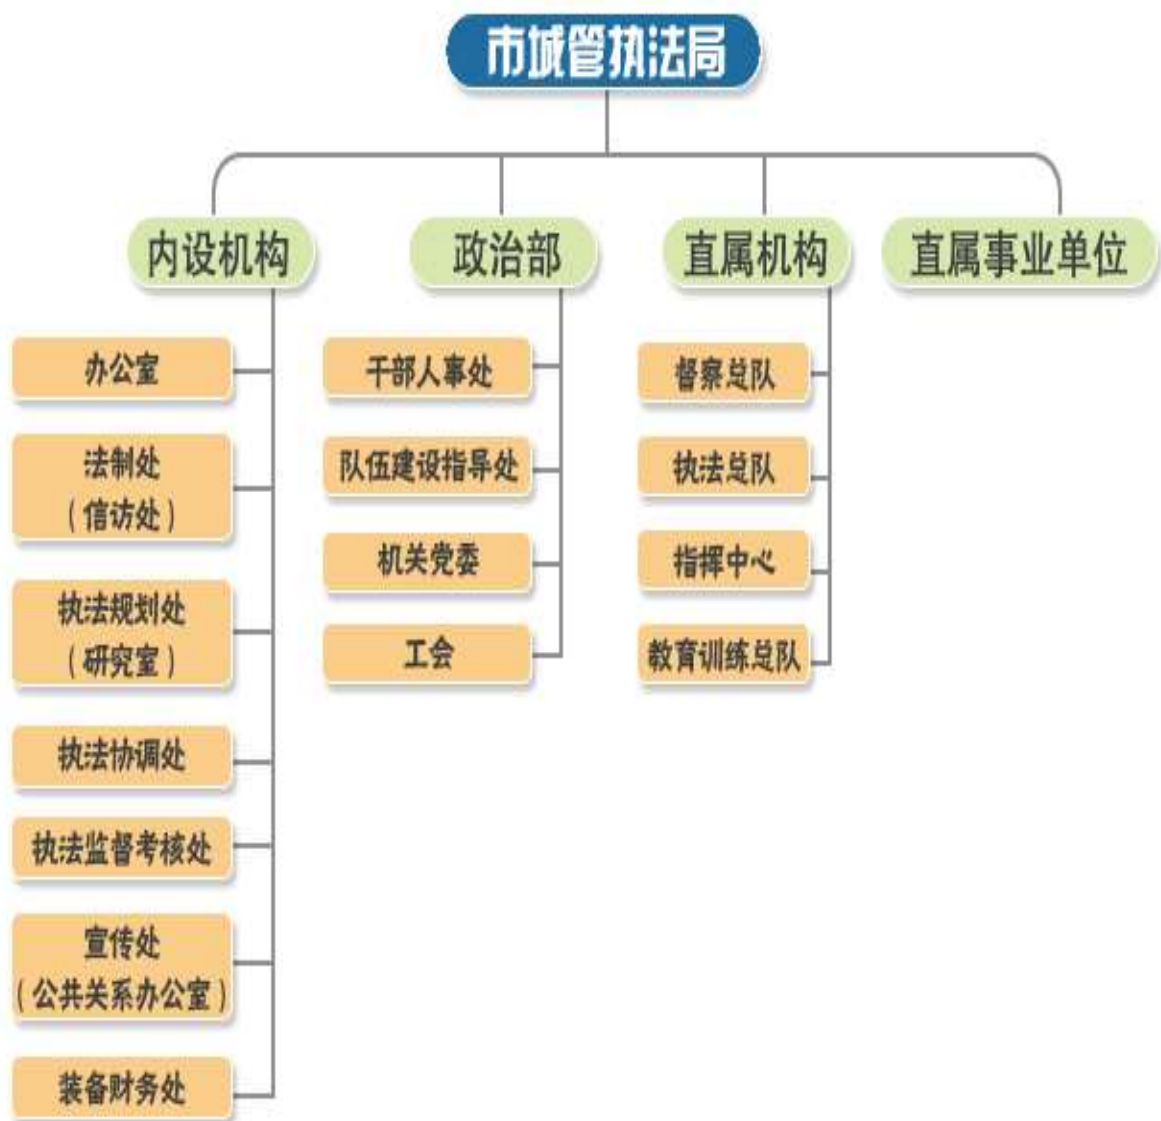 市城管执法局
内设机构
政治部
直属机构
直属事业单位
办公室
法制处
（信访处）
执法规划处
（研究室）
执法协调处
执法监督考核处
宣传处
（公共关系办公室）
装备财务处
干部人事处
队伍建设指导处
机关党委
工会
督察总队
执法总队
指挥中心
教育训练总队